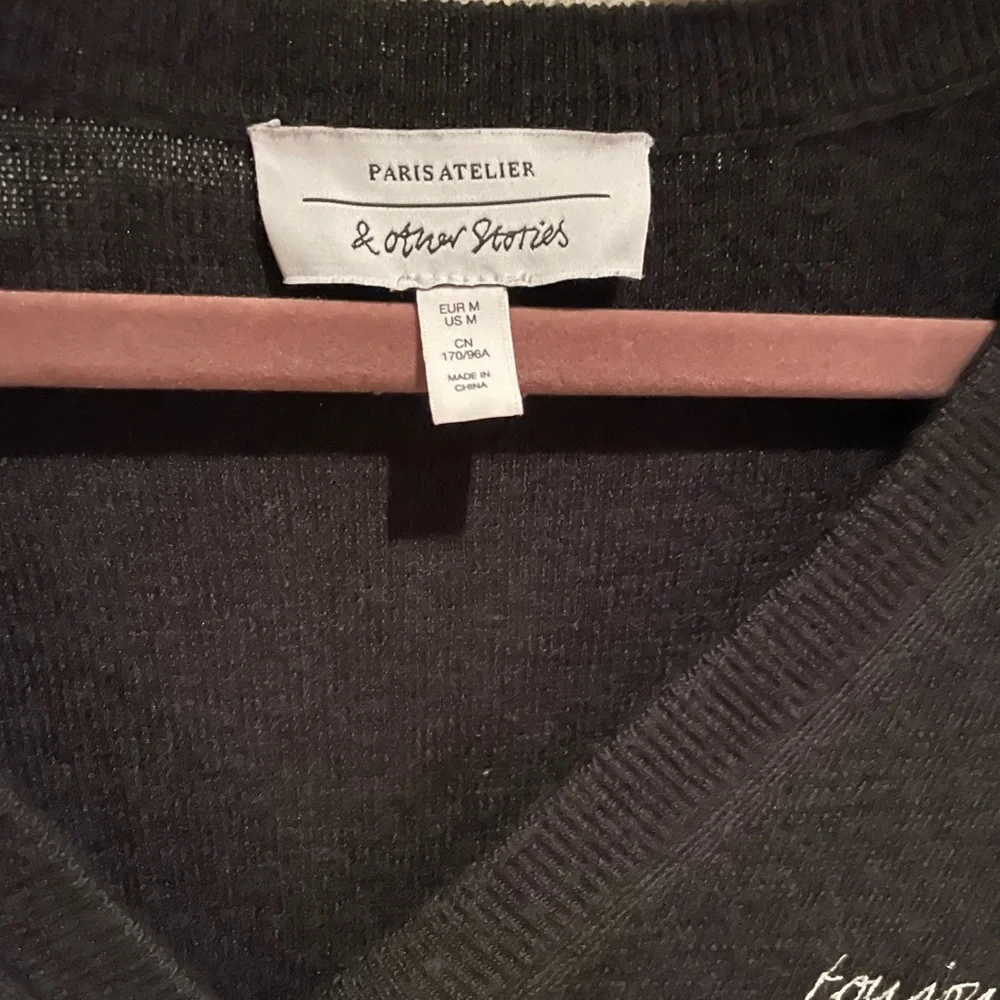 PARIS ATELIER
& other Stories
EUR M
US M
CN
170/96A
MADE IN
CHINA